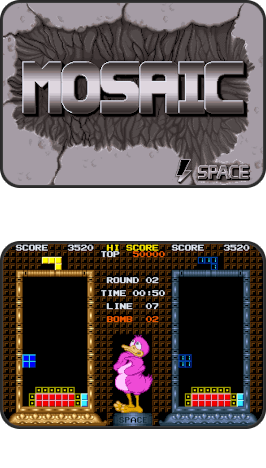 MOSAIC
SPACE
SCORE 3520 HI SCORE SCORE 3520
TOP 50000
ROUND 02
TIME 00:50
LINE 07
BOMB 02
SPACE